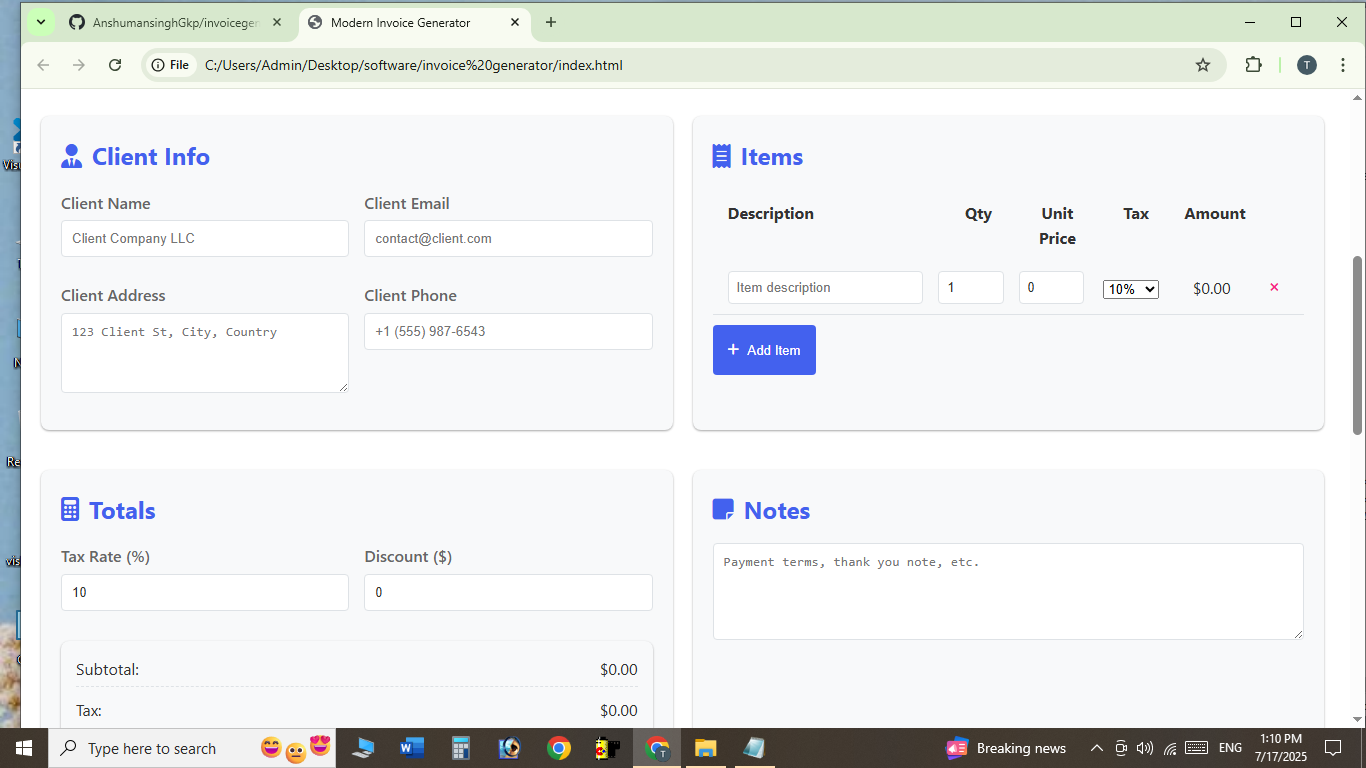 AnshumansinghGkp/invoicegen
Modern Invoice Generator
File
C:/Users/Admin/Desktop/software/invoice%20generator/index.html
T
Client Info
Client Name
Client Email
Client Company LLC
contact@client.com
Client Address
Client Phone
123 Client St, City, Country
+1 (555) 987-6543
Items
Description Qty Unit Price Tax Amount
Item description 1 0 10% $0.00 ×
+ Add Item
Totals
Tax Rate (%)
Discount ($)
10
0
Subtotal: $0.00
Tax: $0.00
Notes
Payment terms, thank you note, etc.
Type here to search
Breaking news
ENG
1:10 PM
7/17/2025